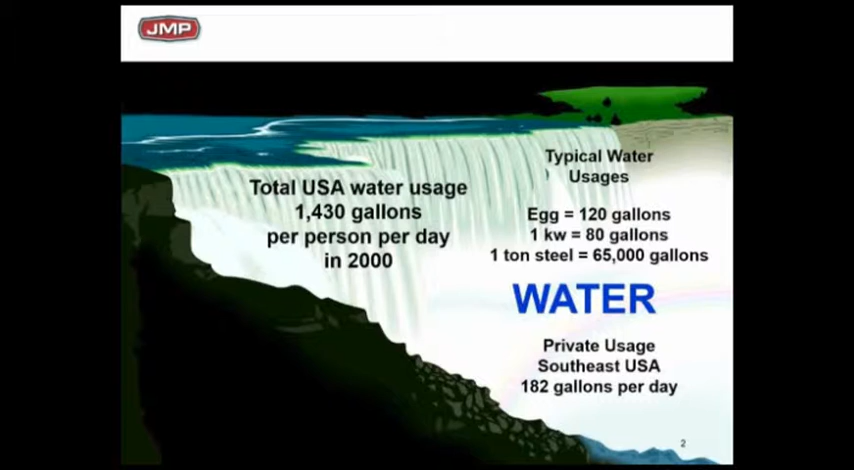 JMP
Total USA water usage
1,430 gallons
per person per day
in 2000
Typical Water
Usages
Egg = 120 gallons
1 kw = 80 gallons
1 ton steel = 65,000 gallons
WATER
Private Usage
Southeast USA
182 gallons per day
2